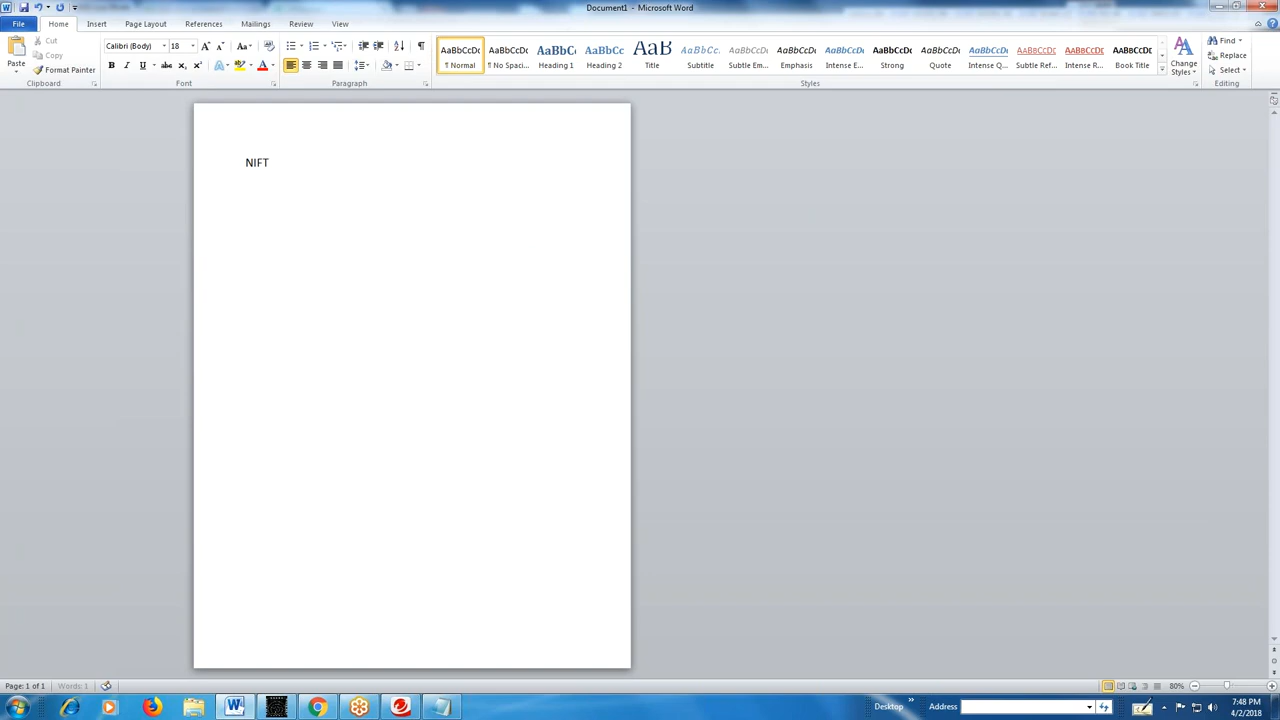 Document1 - Microsoft Word
File Home Insert Page Layout References Mailings Review View
Cut
Copy
Format Painter
Paste
Clipboard
Calibri (Body) 18
Font
Paragraph
AaBbCcDc AaBbCcDc AaBbCc AaBbCc AaB AaBbCc. AaBbCcDc AaBbCcDc AaBbCcDc AaBbCcDc AaBbCcDc AaBbCcDc AaBbCcDc AaBbCcDc AaBbCcDc
¶ Normal ¶ No Spaci... Heading 1 Heading 2 Title Subtitle Subtle Em... Emphasis Intense E... Strong Quote Intense Q... Subtle Ref... Intense R... Book Title
Styles
Change Styles
Find
Replace
Select
Editing
NIFT
Page: 1 of 1 Words: 1
80%
Desktop Address
7:48 PM
4/2/2018